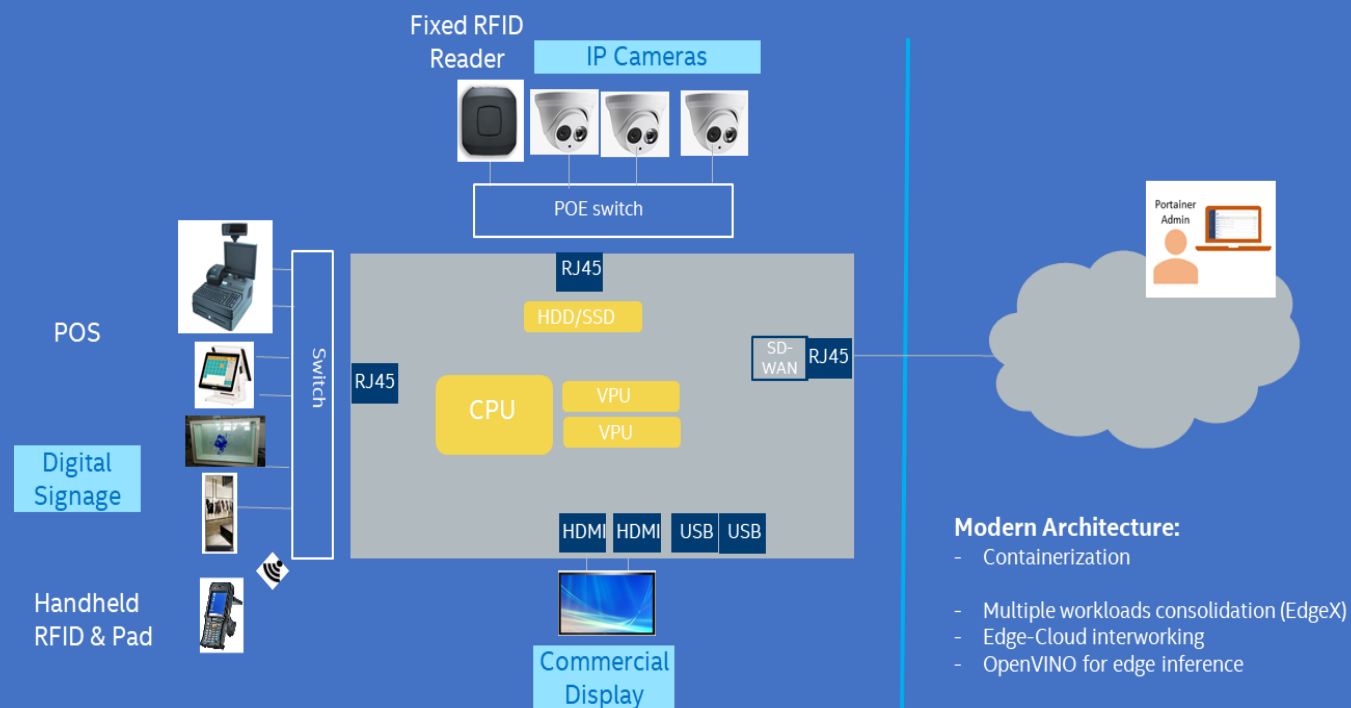 Fixed RFID
Reader
IP Cameras
POE switch
Portainer
Admin
RJ45
HDD/SSD
POS
Switch
RJ45
SD-
WAN
RJ45
CPU
VPU
VPU
Digital
Signage
HDMI
HDMI
USB
USB
Handheld
RFID & Pad
Commercial
Display
Modern Architecture:
- Containerization
- Multiple workloads consolidation (EdgeX)
- Edge-Cloud interworking
- OpenVINO for edge inference